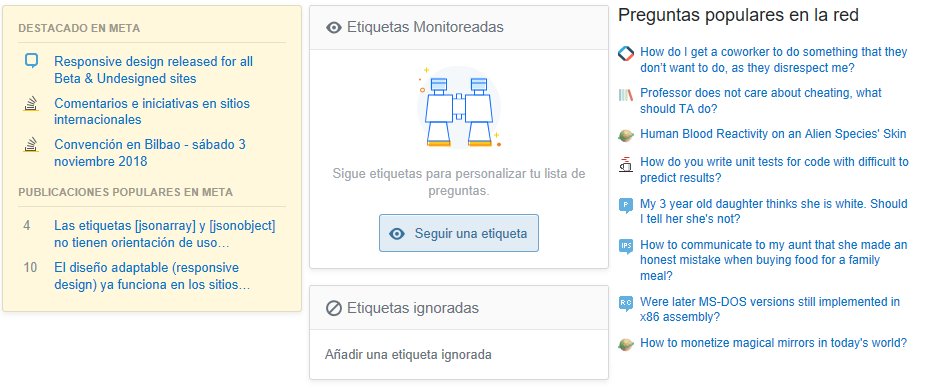 DESTACADO EN META
Responsive design released for all
Beta & Undesigned sites
Comentarios e iniciativas en sitios
internacionales
Convención en Bilbao - sábado 3
noviembre 2018
PUBLICACIONES POPULARES EN META
4 Las etiquetas [jsonarray] y [jsonobject]
no tienen orientación de uso…
10 El diseño adaptable (responsive
design) ya funciona en los sitios…
Etiquetas Monitoreadas
Sigue etiquetas para personalizar tu lista de
preguntas.
Seguir una etiqueta
Etiquetas ignoradas
Añadir una etiqueta ignorada
Preguntas populares en la red
How do I get a coworker to do something that they
don't want to do, as they disrespect me?
Professor does not care about cheating, what
should TA do?
Human Blood Reactivity on an Alien Species' Skin
How do you write unit tests for code with difficult to
predict results?
P My 3 year old daughter thinks she is white. Should
I tell her she's not?
IPS How to communicate to my aunt that she made an
honest mistake when buying food for a family
meal?
RC Were later MS-DOS versions still implemented in
x86 assembly?
How to monetize magical mirrors in today's world?